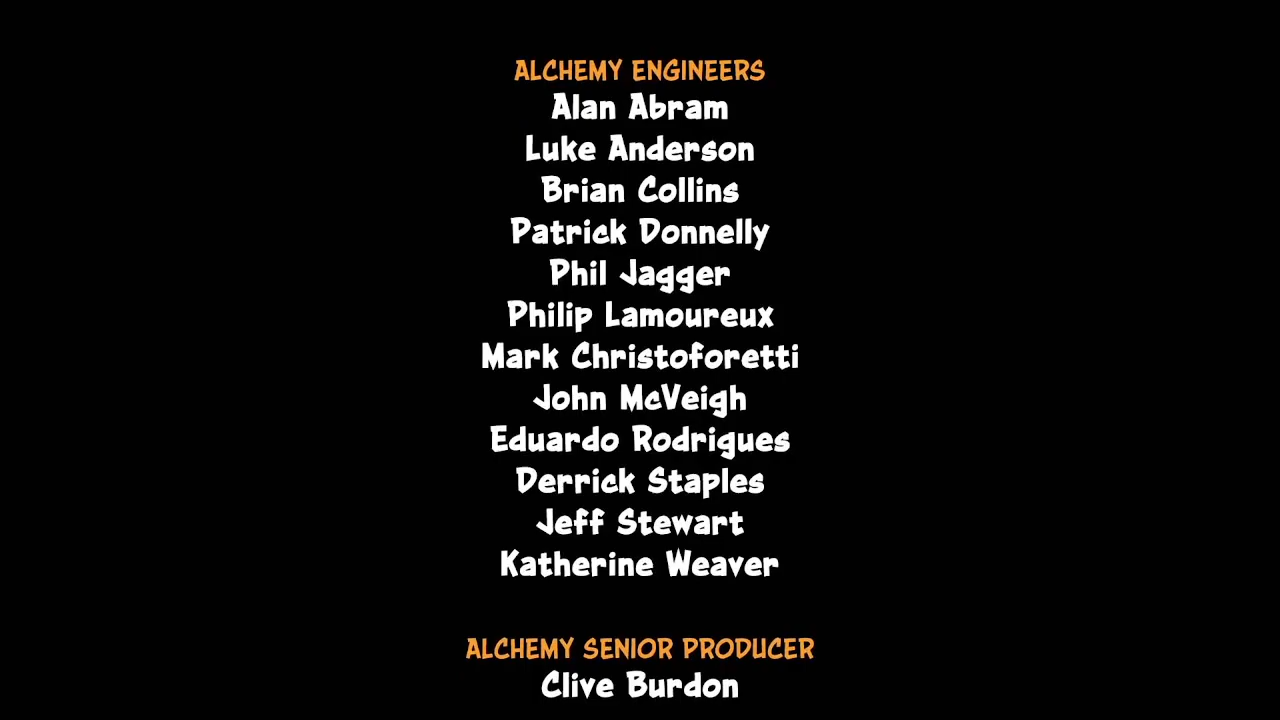 ALCHEMY ENGINEERS
Alan Abram
Luke Anderson
Brian Collins
Patrick Donnelly
Phil Jagger
Philip Lamoureux
Mark Christoforetti
John McVeigh
Eduardo Rodrigues
Derrick Staples
Jeff Stewart
Katherine Weaver
ALCHEMY SENIOR PRODUCER
Clive Burdon